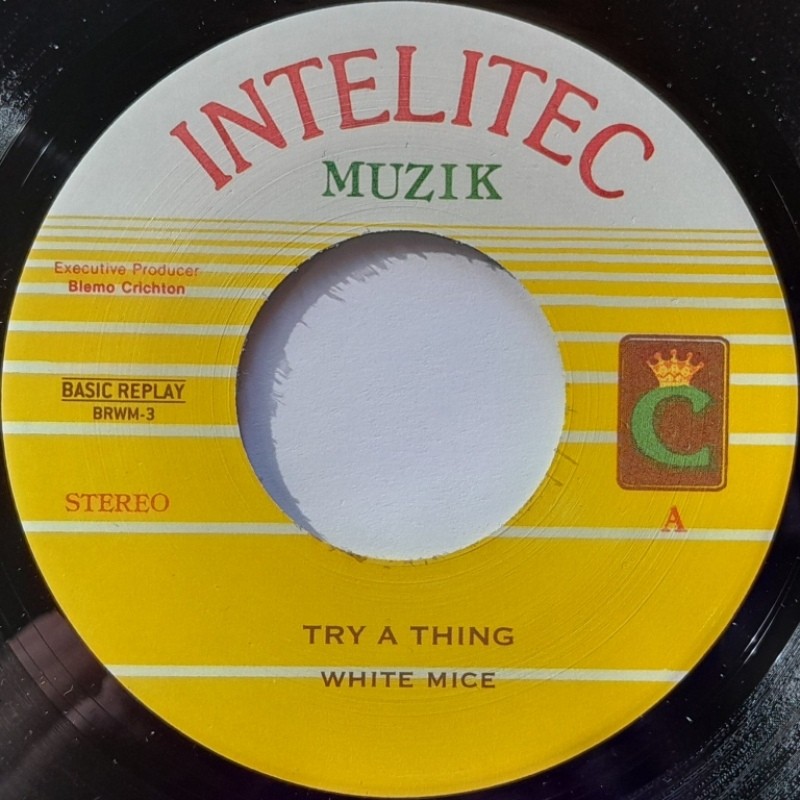 INTELITEC
MUZIK
Executive Producer
Blemo Crichton
BASIC REPLAY
BRWM-3
C
STEREO
A
TRY A THING
WHITE MICE